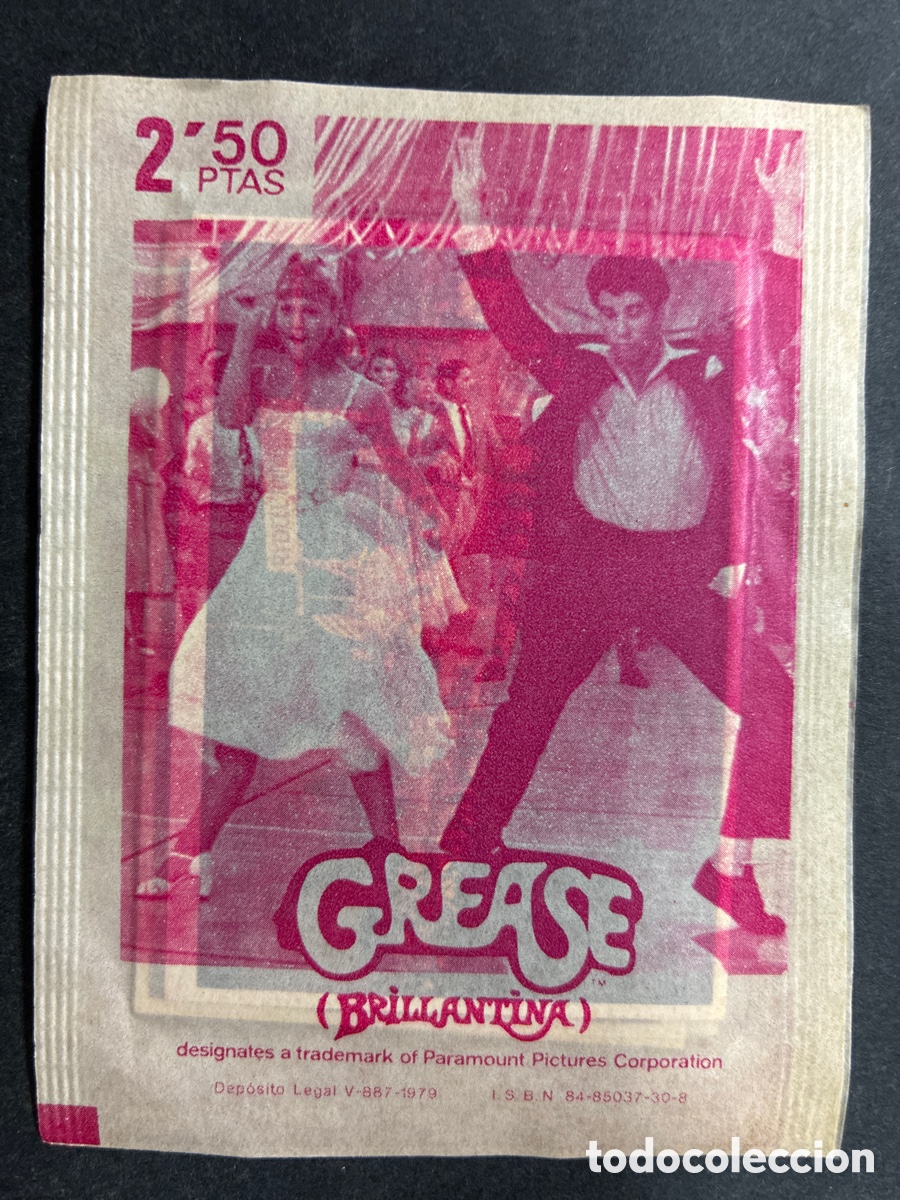 2'50
PTAS
GREASE
TM
(BRILLANTINA)
designates a trademark of Paramount Pictures Corporation
Depósito Legal V-887-1979 I.S.B.N 84-85037-30-8
todocoleccion